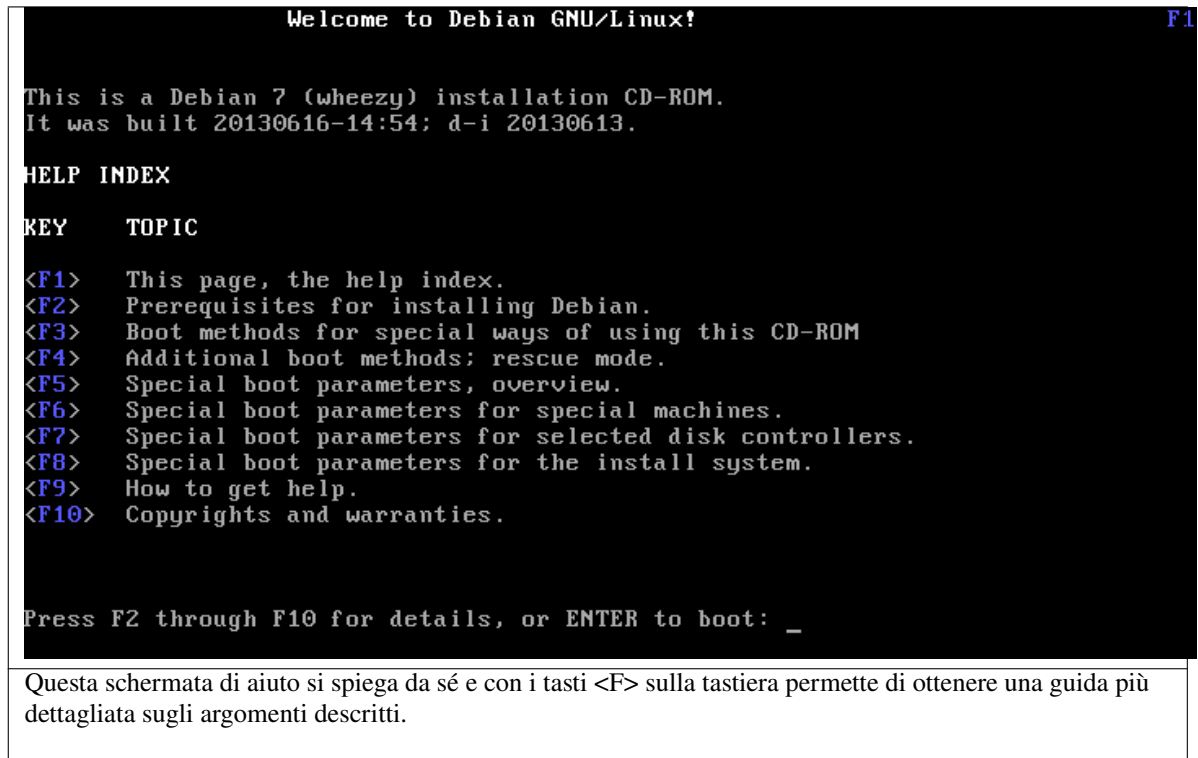 Welcome to Debian GNU/Linux! F1
This is a Debian 7 (wheezy) installation CD-ROM.
It was built 20130616-14:54; d-i 20130613.
HELP INDEX
KEY TOPIC
<F1> This page, the help index.
<F2> Prerequisites for installing Debian.
<F3> Boot methods for special ways of using this CD-ROM
<F4> Additional boot methods; rescue mode.
<F5> Special boot parameters, overview.
<F6> Special boot parameters for special machines.
<F7> Special boot parameters for selected disk controllers.
<F8> Special boot parameters for the install system.
<F9> How to get help.
<F10> Copyrights and warranties.
Press F2 through F10 for details, or ENTER to boot: _
Questa schermata di aiuto si spiega da sé e con i tasti <F> sulla tastiera permette di ottenere una guida più
dettagliata sugli argomenti descritti.